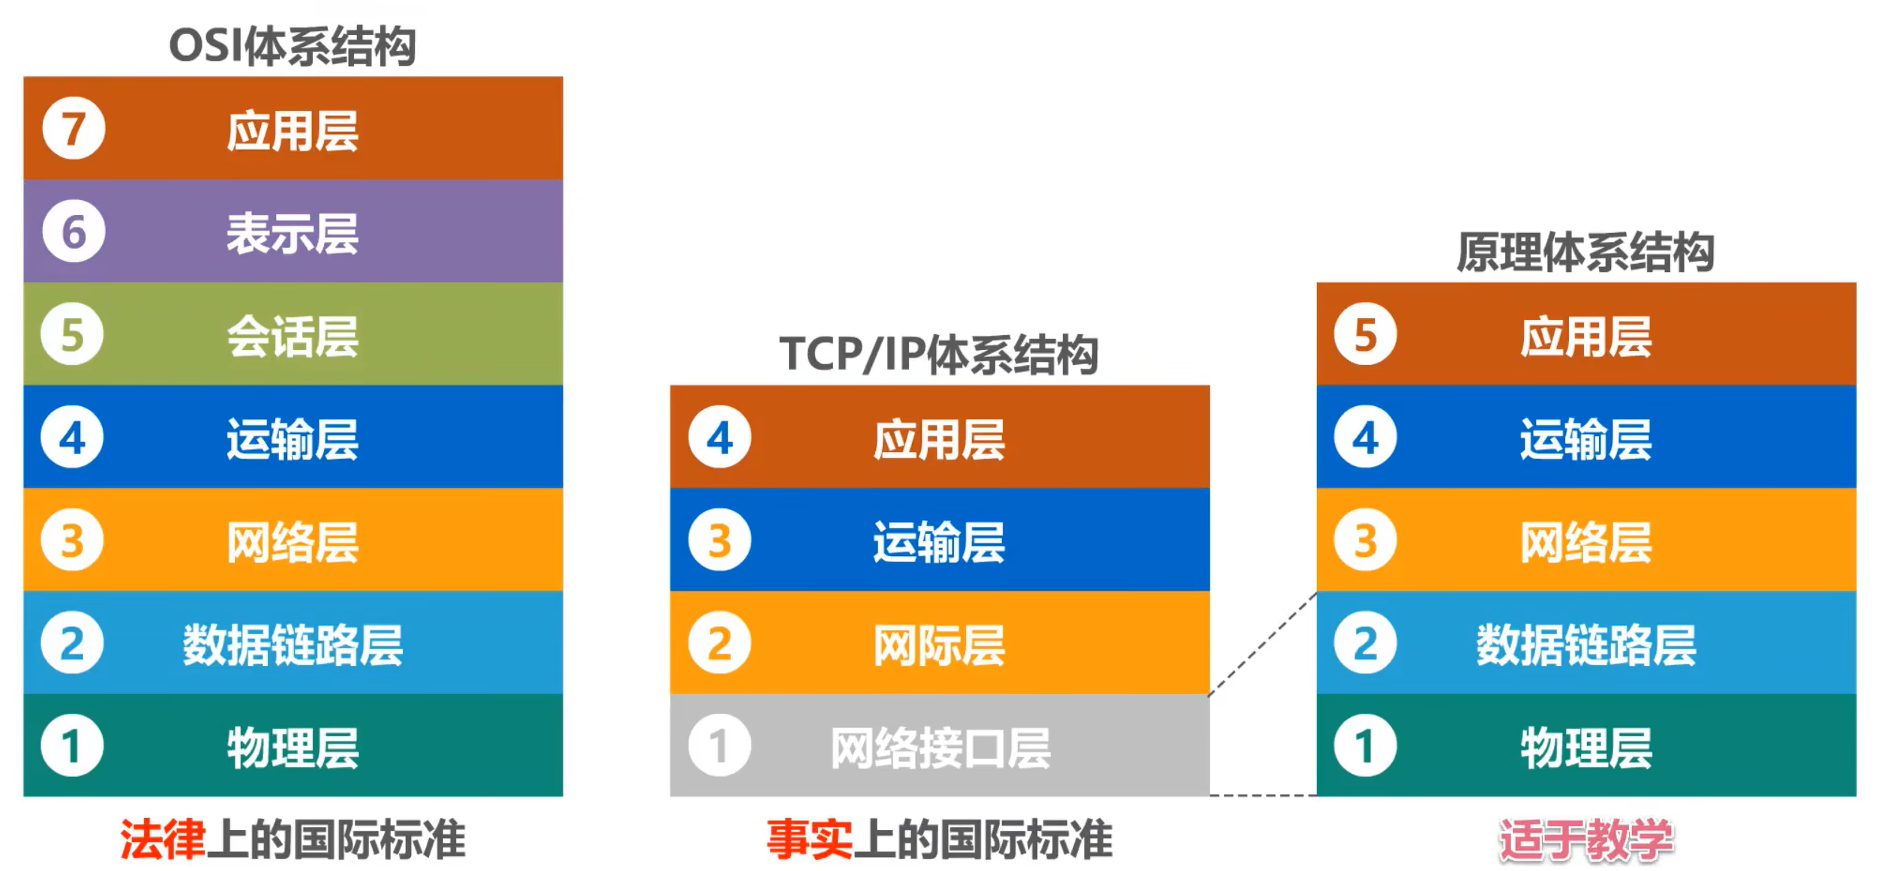 OSI体系结构
7 应用层
6 表示层
5 会话层
4 运输层
3 网络层
2 数据链路层
1 物理层
法律上的国际标准
TCP/IP体系结构
4 应用层
3 运输层
2 网际层
1 网络接口层
事实上的国际标准
原理体系结构
5 应用层
4 运输层
3 网络层
2 数据链路层
1 物理层
适于教学